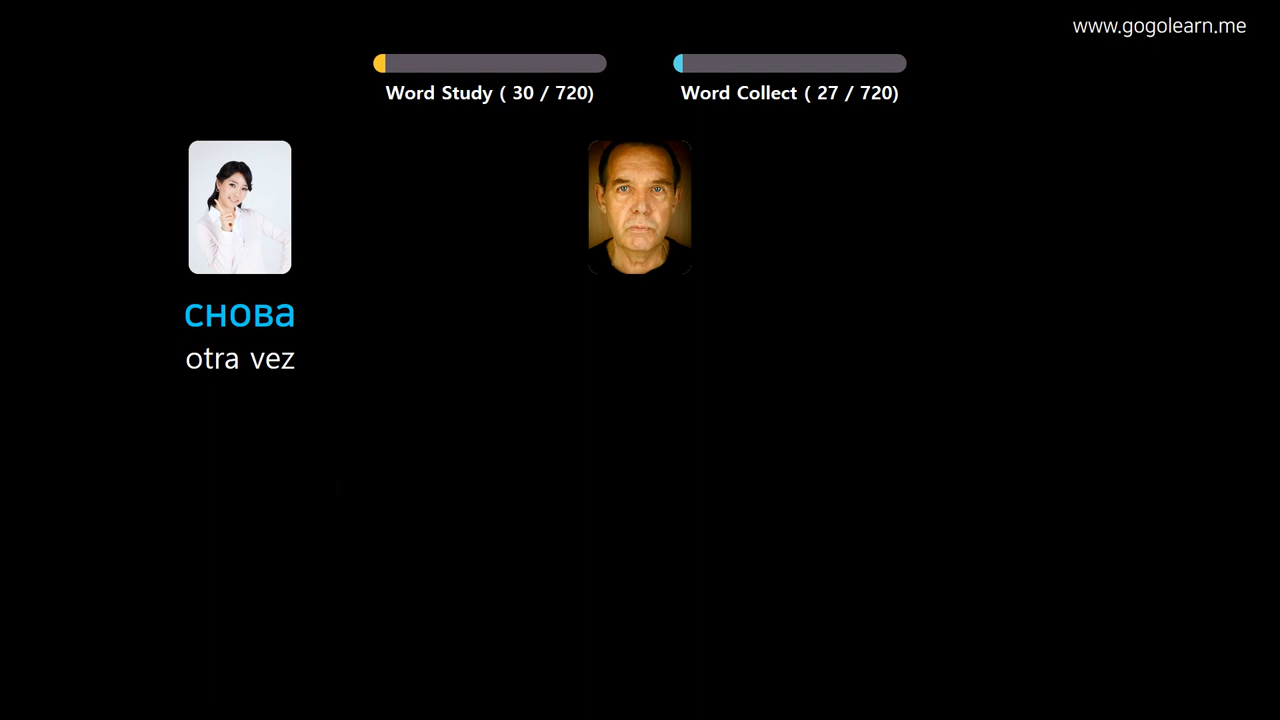 www.gogolearn.me
Word Study ( 30 / 720)
Word Collect ( 27 / 720)
снова
otra vez